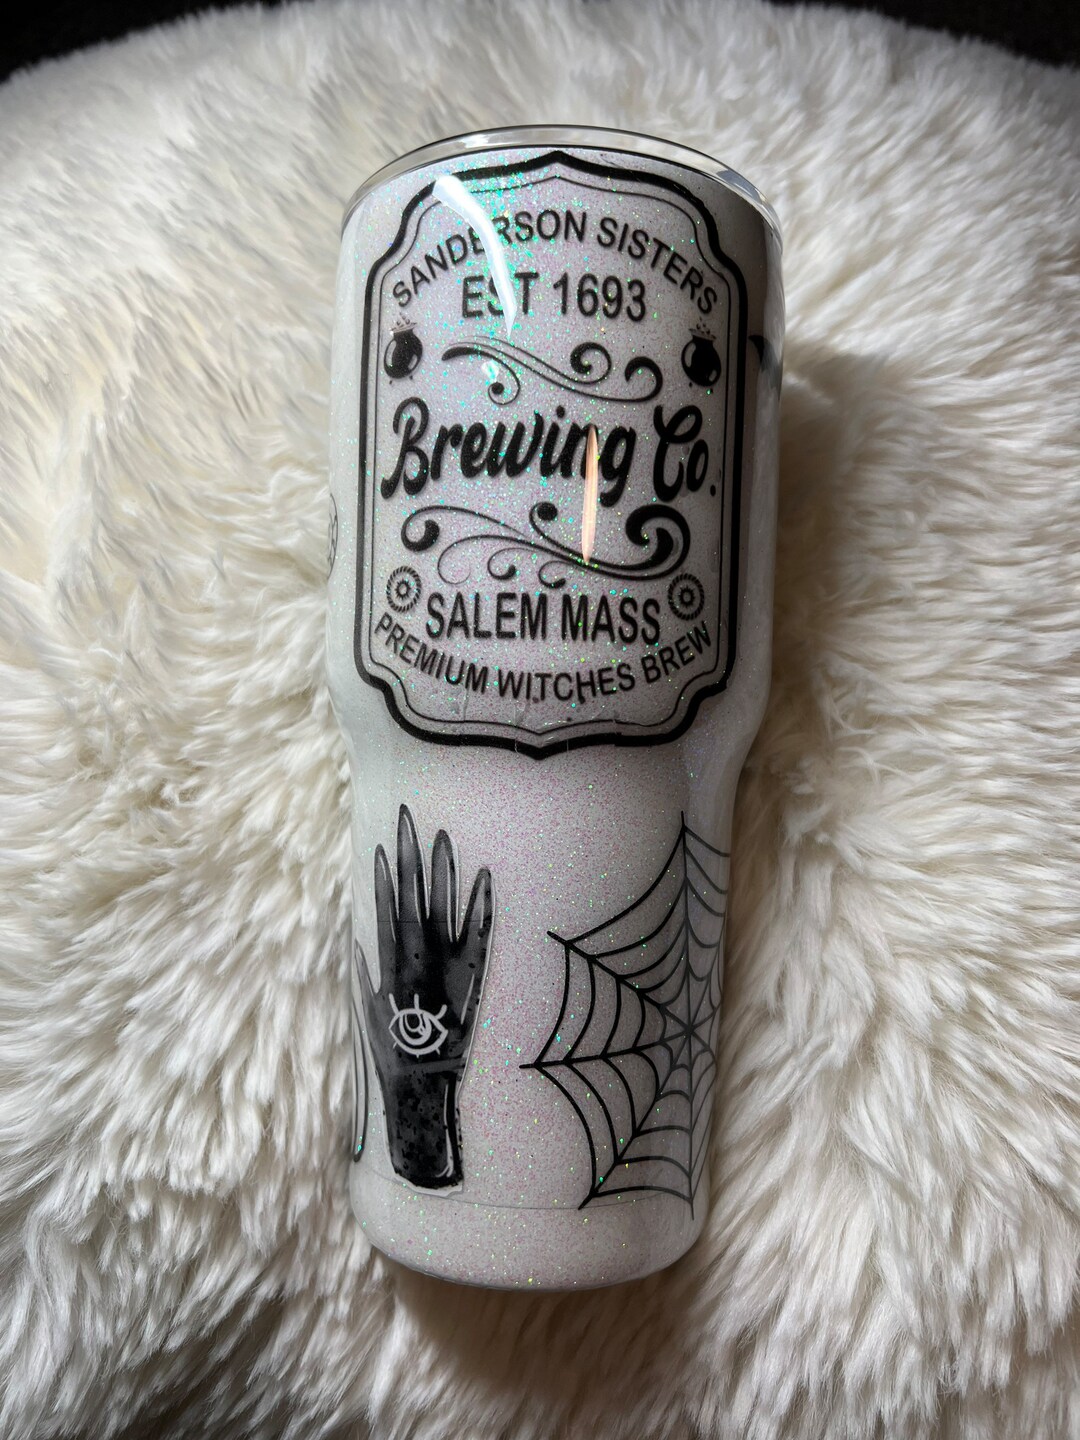 SANDERSON SISTERS
EST 1693
Brewing Co.
SALEM MASS
PREMIUM WITCHES BREW